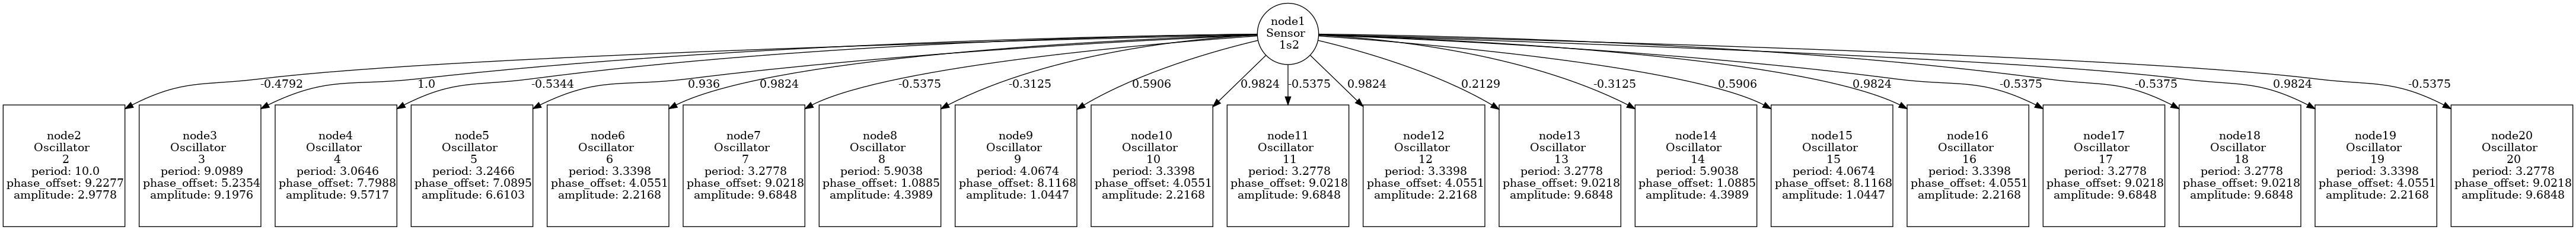 node1
Sensor
1s2
-0.4792
1.0
-0.5344
0.936
0.9824
-0.5375
-0.3125
0.5906
0.9824
-0.5375
0.9824
0.2129
-0.3125
0.5906
0.9824
-0.5375
-0.5375
0.9824
-0.5375
node2
Oscillator
2
period: 10.0
phase_offset: 9.2277
amplitude: 2.9778
node3
Oscillator
3
period: 9.0989
phase_offset: 5.2354
amplitude: 9.1976
node4
Oscillator
4
period: 3.0646
phase_offset: 7.7988
amplitude: 9.5717
node5
Oscillator
5
period: 3.2466
phase_offset: 7.0895
amplitude: 6.6103
node6
Oscillator
6
period: 3.3398
phase_offset: 4.0551
amplitude: 2.2168
node7
Oscillator
7
period: 3.2778
phase_offset: 9.0218
amplitude: 9.6848
node8
Oscillator
8
period: 5.9038
phase_offset: 1.0885
amplitude: 4.3989
node9
Oscillator
9
period: 4.0674
phase_offset: 8.1168
amplitude: 1.0447
node10
Oscillator
10
period: 3.3398
phase_offset: 4.0551
amplitude: 2.2168
node11
Oscillator
11
period: 3.2778
phase_offset: 9.0218
amplitude: 9.6848
node12
Oscillator
12
period: 3.3398
phase_offset: 4.0551
amplitude: 2.2168
node13
Oscillator
13
period: 3.2778
phase_offset: 9.0218
amplitude: 9.6848
node14
Oscillator
14
period: 5.9038
phase_offset: 1.0885
amplitude: 4.3989
node15
Oscillator
15
period: 4.0674
phase_offset: 8.1168
amplitude: 1.0447
node16
Oscillator
16
period: 3.3398
phase_offset: 4.0551
amplitude: 2.2168
node17
Oscillator
17
period: 3.2778
phase_offset: 9.0218
amplitude: 9.6848
node18
Oscillator
18
period: 3.2778
phase_offset: 9.0218
amplitude: 9.6848
node19
Oscillator
19
period: 3.3398
phase_offset: 4.0551
amplitude: 2.2168
node20
Oscillator
20
period: 3.2778
phase_offset: 9.0218
amplitude: 9.6848